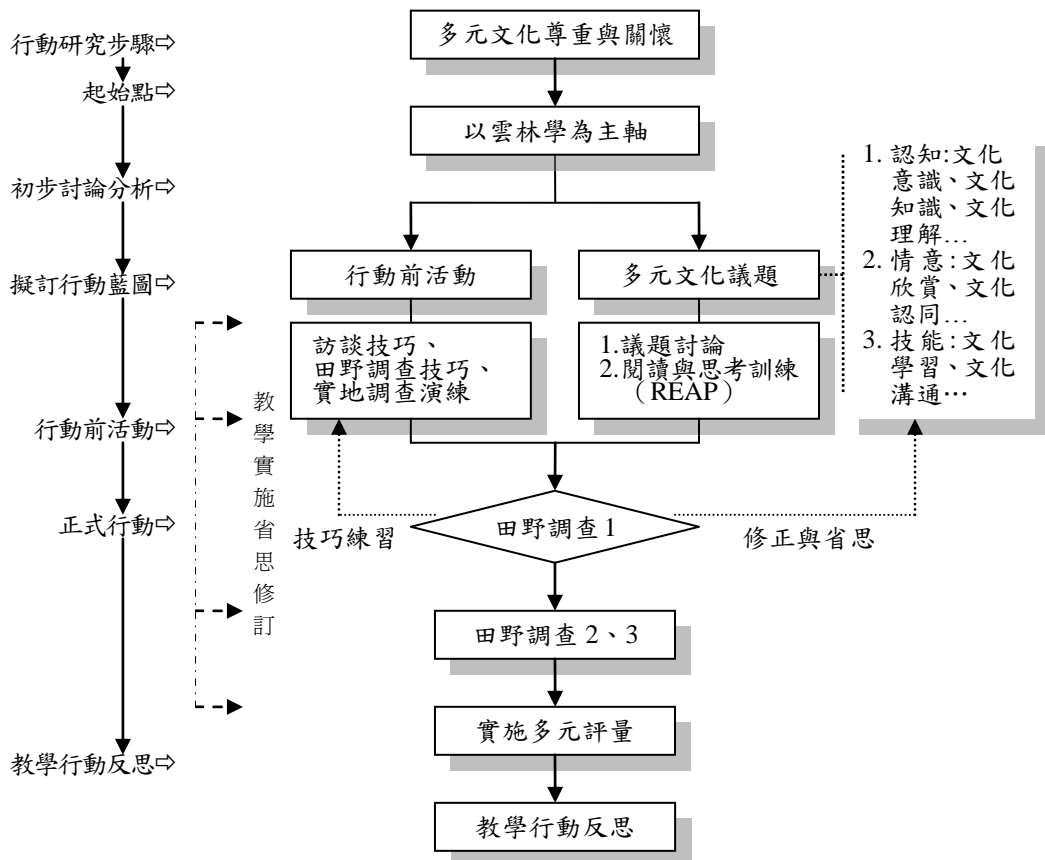 行動研究步驟⇨
起始點⇨
初步討論分析⇨
擬訂行動藍圖⇨
行動前活動⇨
正式行動⇨
教學行動反思⇨
教
學
實
施
省
思
修
訂
多元文化尊重與關懷
以雲林學為主軸
行動前活動
訪談技巧、
田野調查技巧、
實地調查演練
多元文化議題
1.議題討論
2.閱讀與思考訓練
(REAP)
1. 認知:文化
意識、文化
知識、文化
理解…
2. 情意:文化
欣賞、文化
認同…
3. 技能:文化
學習、文化
溝通…
技巧練習
田野調查1
修正與省思
田野調查 2、3
實施多元評量
教學行動反思